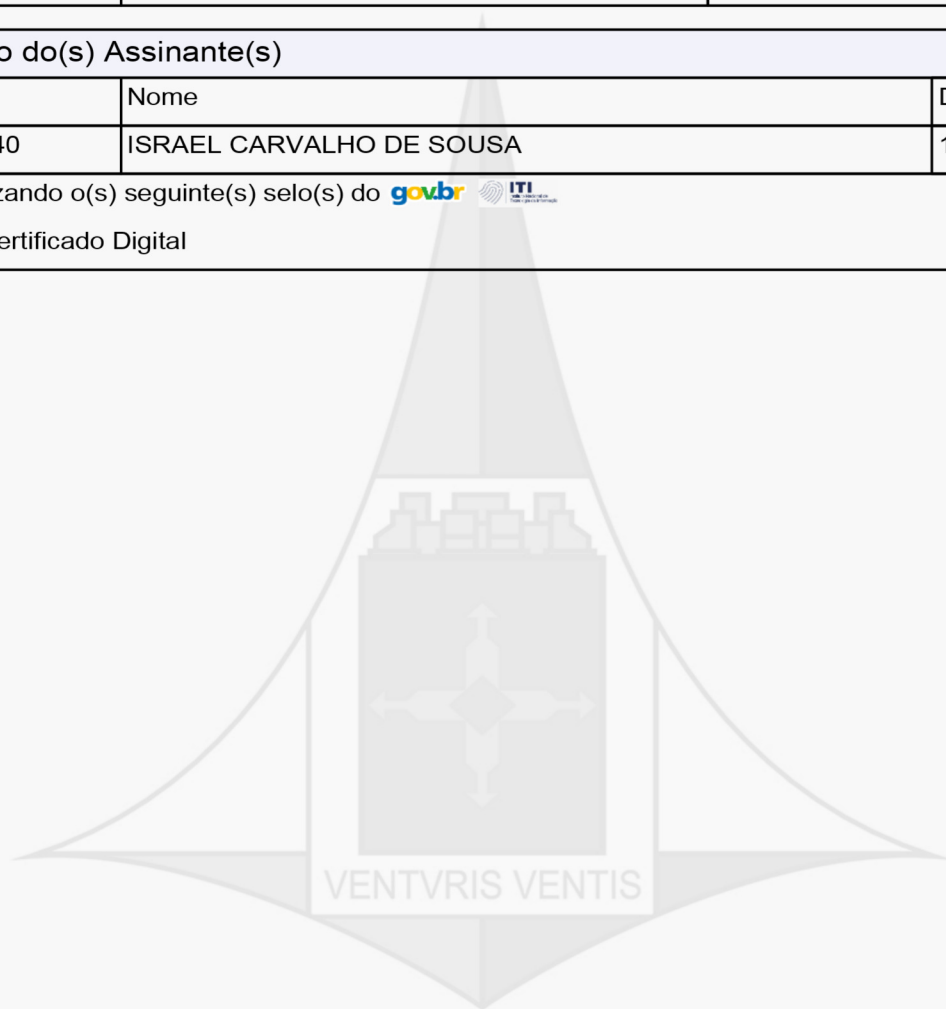 o do(s) Assinante(s)
Nome
40 ISRAEL CARVALHO DE SOUSA 1
zando o(s) seguinte(s) selo(s) do gov.br ITI
ertificado Digital
VENTVRIS VENTIS